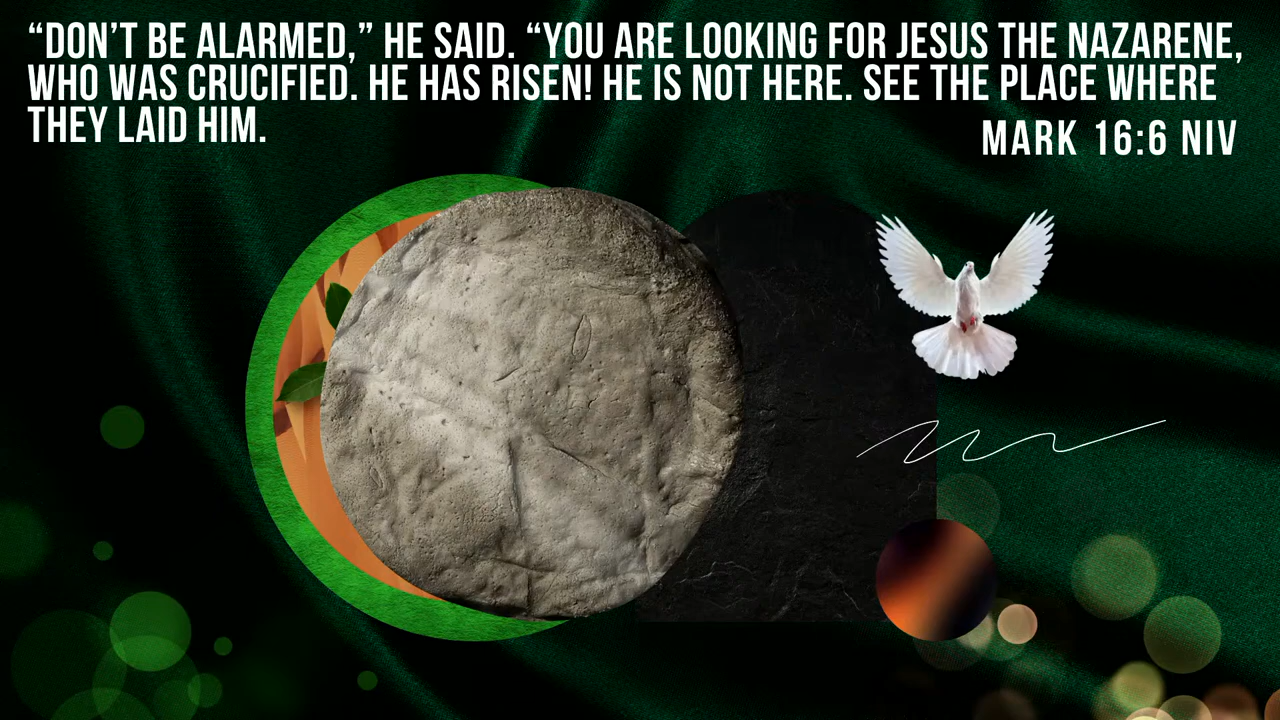 “DON’T BE ALARMED,” HE SAID. “YOU ARE LOOKING FOR JESUS THE NAZARENE,
WHO WAS CRUCIFIED. HE HAS RISEN! HE IS NOT HERE. SEE THE PLACE WHERE
THEY LAID HIM.
MARK 16:6 NIV